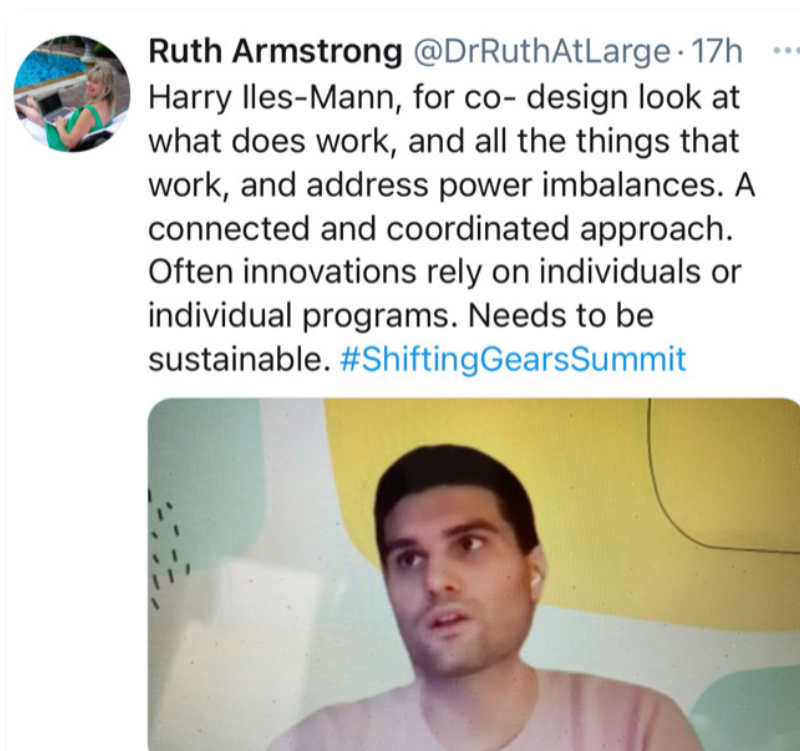 Ruth Armstrong @DrRuthAtLarge · 17h ...
Harry Iles-Mann, for co- design look at
what does work, and all the things that
work, and address power imbalances. A
connected and coordinated approach.
Often innovations rely on individuals or
individual programs. Needs to be
sustainable. #ShiftingGearsSummit